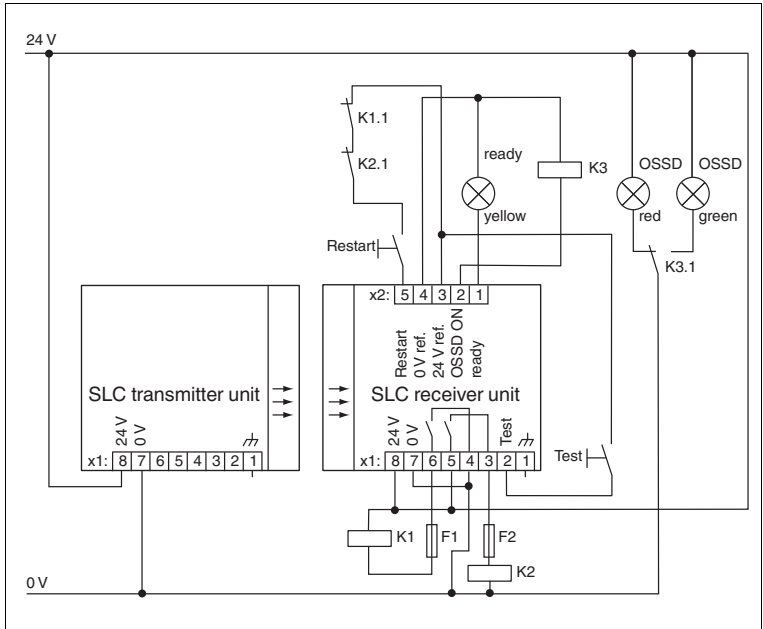 24 V
K1.1
K2.1
ready
K3
OSSD
OSSD
yellow
red
green
Restart
K3.1
x2: 5 4 3 2 1
Restart
0 V ref.
24 V ref.
OSSD ON
ready
SLC transmitter unit
SLC receiver unit
24 V
0 V
24 V
0 V
Test
x1: 8 7 6 5 4 3 2 1
x1: 8 7 6 5 4 3 2 1
Test
K1
F1
F2
K2
0 V